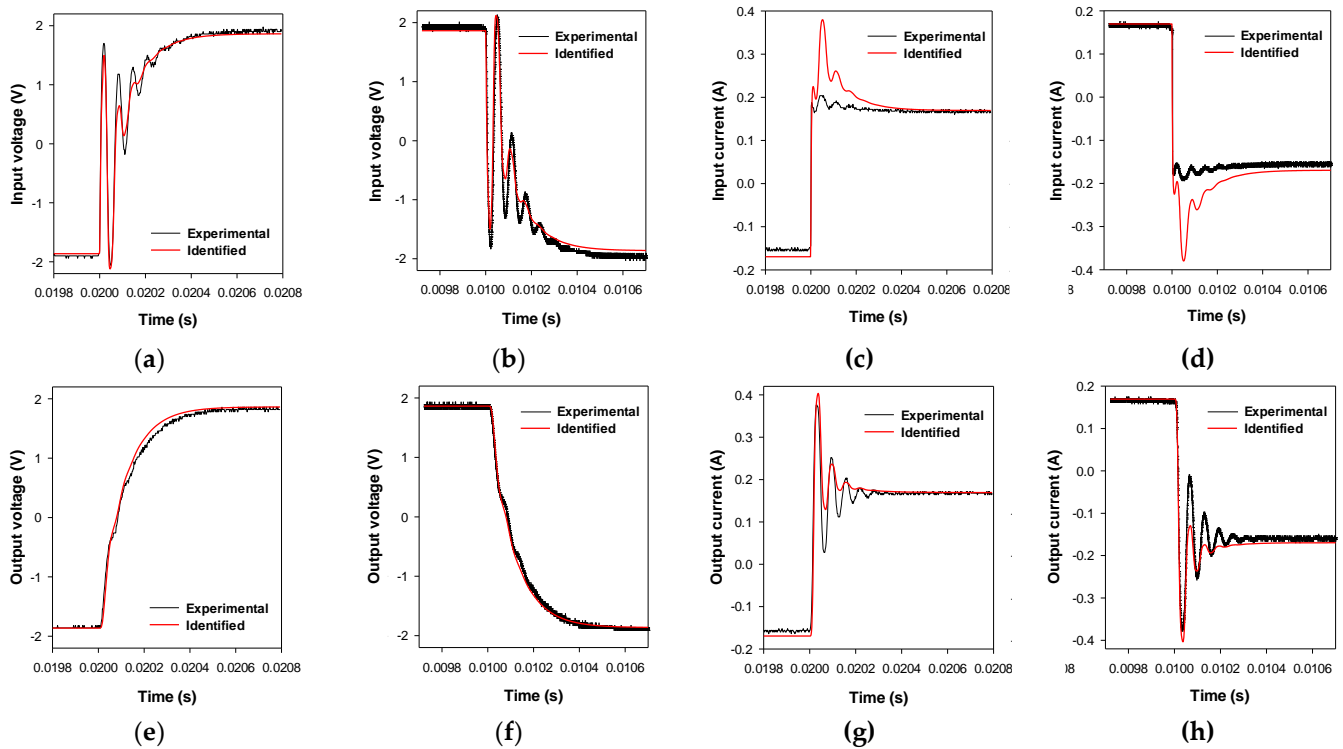 2
1
0
-1
-2
Input voltage (V)
Experimental
Identified
0.0198 0.0200 0.0202 0.0204 0.0206 0.0208
Time (s)
(a)
2
1
0
-1
-2
Input voltage (V)
Experimental
Identified
0.0098 0.0100 0.0102 0.0104 0.0106
Time (s)
(b)
0.4
0.3
0.2
0.1
0.0
-0.1
-0.2
Input current (A)
Experimental
Identified
0.0198 0.0200 0.0202 0.0204 0.0206 0.0208
Time (s)
(c)
0.2
0.1
0.0
-0.1
-0.2
-0.3
-0.4
Input current (A)
Experimental
Identified
)8 0.0098 0.0100 0.0102 0.0104 0.0106
Time (s)
(d)
2
1
0
-1
-2
Output voltage (V)
Experimental
Identified
0.0198 0.0200 0.0202 0.0204 0.0206 0.0208
Time (s)
(e)
2
1
0
-1
-2
Output voltage (V)
Experimental
Identified
0.0098 0.0100 0.0102 0.0104 0.0106
Time (s)
(f)
0.4
0.3
0.2
0.1
0.0
-0.1
-0.2
Output current (A)
Experimental
Identified
0.0198 0.0200 0.0202 0.0204 0.0206 0.0208
Time (s)
(g)
0.2
0.1
0.0
-0.1
-0.2
-0.3
-0.4
Output current (A)
Experimental
Identified
)8 0.0098 0.0100 0.0102 0.0104 0.0106
Time (s)
(h)